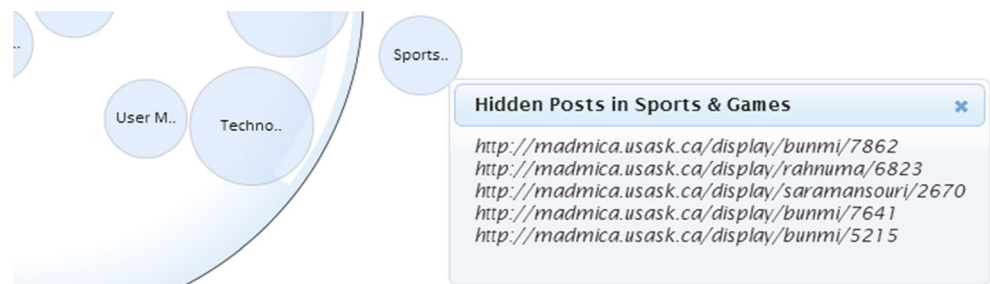 ..
Sports..
User M..
Techno..
Hidden Posts in Sports & Games
http://madmica.usask.ca/display/bunmi/7862
http://madmica.usask.ca/display/rahnuma/6823
http://madmica.usask.ca/display/saramansouri/2670
http://madmica.usask.ca/display/bunmi/7641
http://madmica.usask.ca/display/bunmi/5215